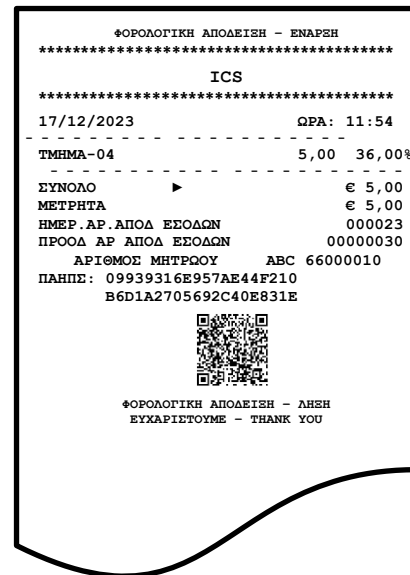 ΦΟΡΟΛΟΓΙΚΗ ΑΠΟΔΕΙΞΗ – ΕΝΑΡΞΗ
******************************************
ICS
******************************************
17/12/2023 ΩΡΑ: 11:54
- - - - - - - - - - - - - - - - - - - -
ΤΜΗΜΑ-04 5,00 36,00%
- - - - - - - - - - - - - - - - - - - -
ΣΥΝΟΛΟ ► € 5,00
ΜΕΤΡΗΤΑ € 5,00
ΗΜΕΡ.ΑΡ.ΑΠΟΔ ΕΣΟΔΩΝ 000023
ΠΡΟΟΔ ΑΡ ΑΠΟΔ ΕΣΟΔΩΝ 00000030
ΑΡΙΘΜΟΣ ΜΗΤΡΩΟΥ ABC 66000010
ΠΑΗΠΣ: 09939316E957AE44F210
B6D1A2705692C40E831E
ΦΟΡΟΛΟΓΙΚΗ ΑΠΟΔΕΙΞΗ – ΛΗΞΗ
ΕΥΧΑΡΙΣΤΟΥΜΕ – THANK YOU